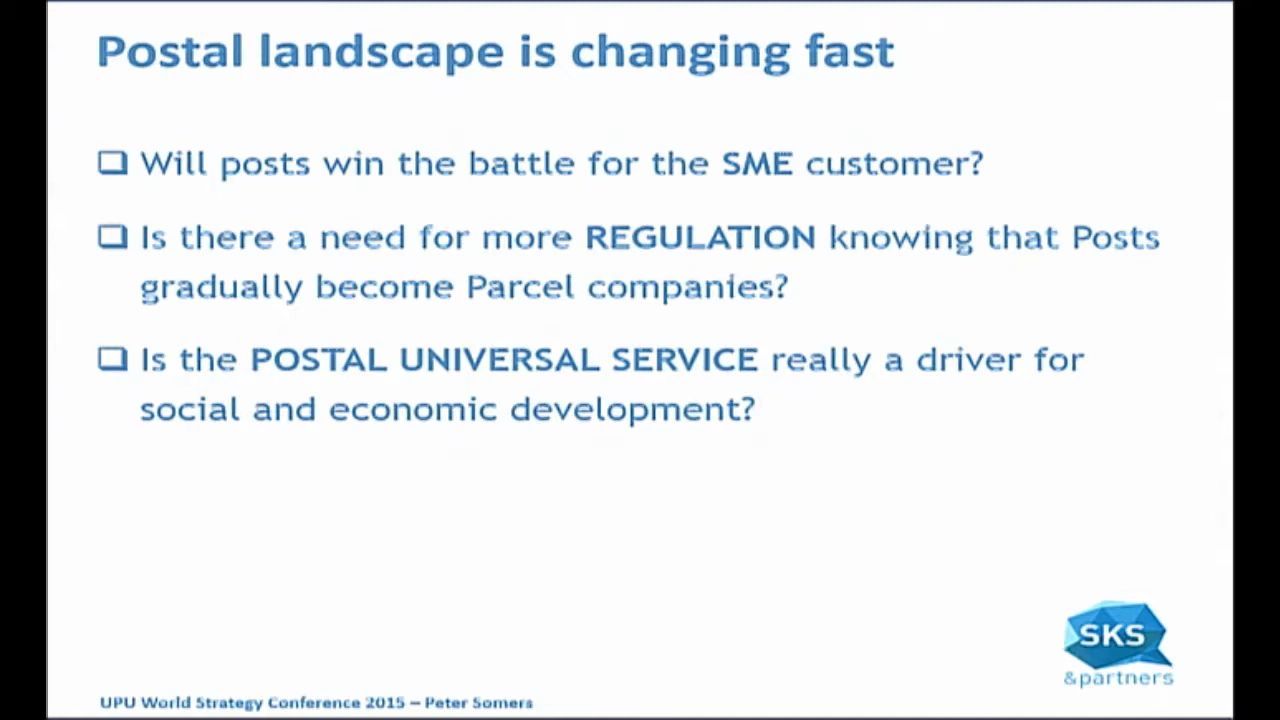 Postal landscape is changing fast
Will posts win the battle for the SME customer?
Is there a need for more REGULATION knowing that Posts
gradually become Parcel companies?
Is the POSTAL UNIVERSAL SERVICE really a driver for
social and economic development?
SKS
&partners
UPU World Strategy Conference 2015 – Peter Somers